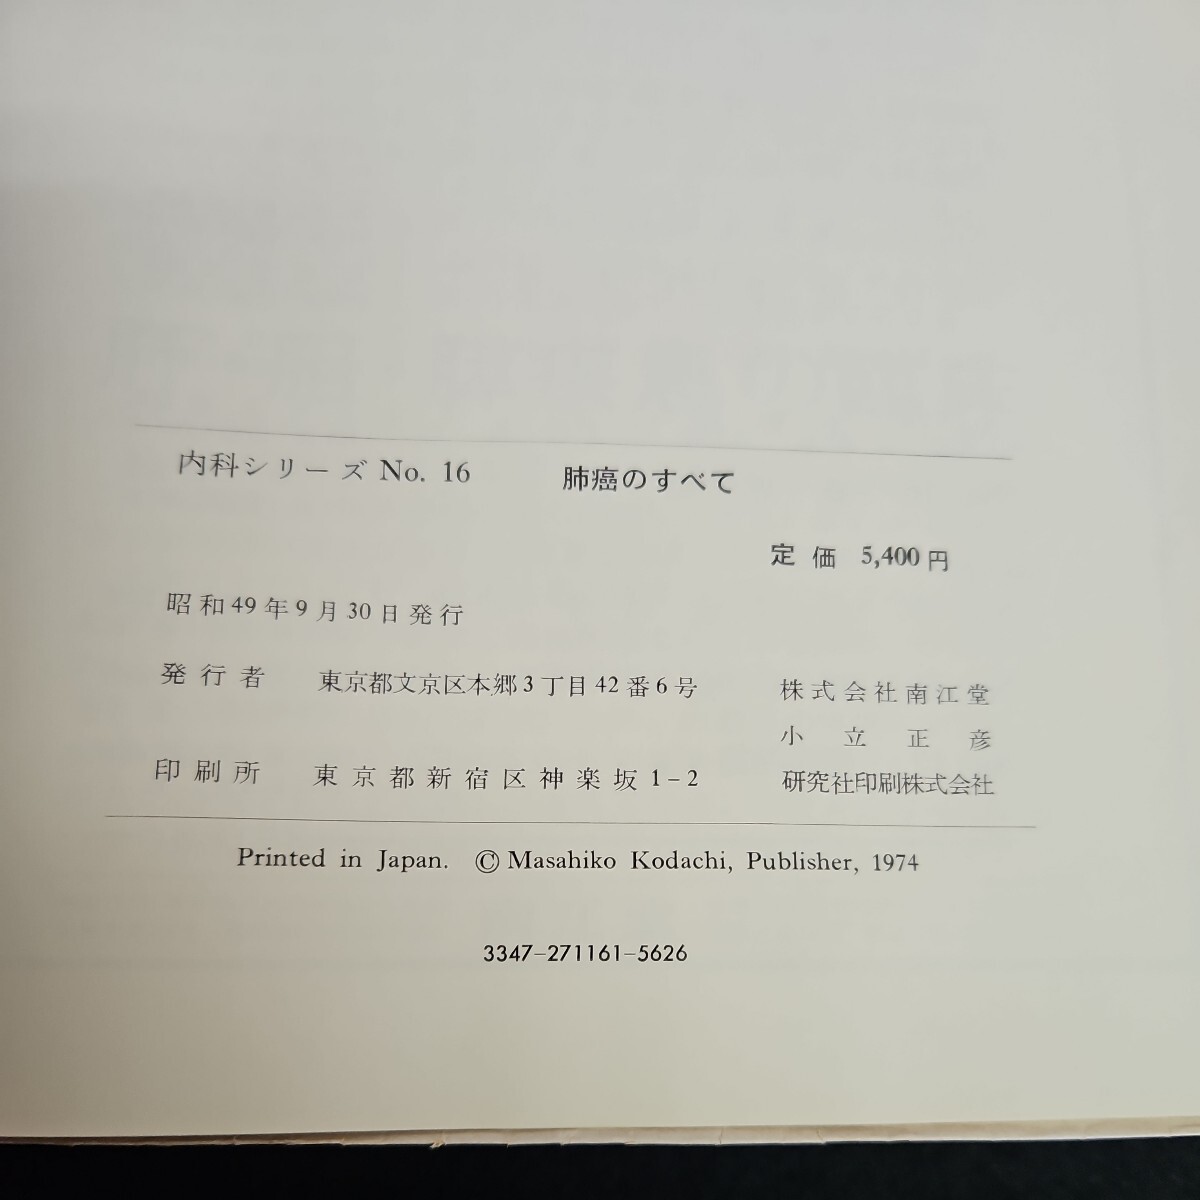 内科シリーズ No. 16　肺癌のすべて
定価 5,400円
昭和49年9月30日発行
発行者　東京都文京区本郷3丁目42番6号　株式会社南江堂
小立正彦
印刷所　東京都新宿区神楽坂1-2　研究社印刷株式会社
Printed in Japan. © Masahiko Kodachi, Publisher, 1974
3347-271161-5626